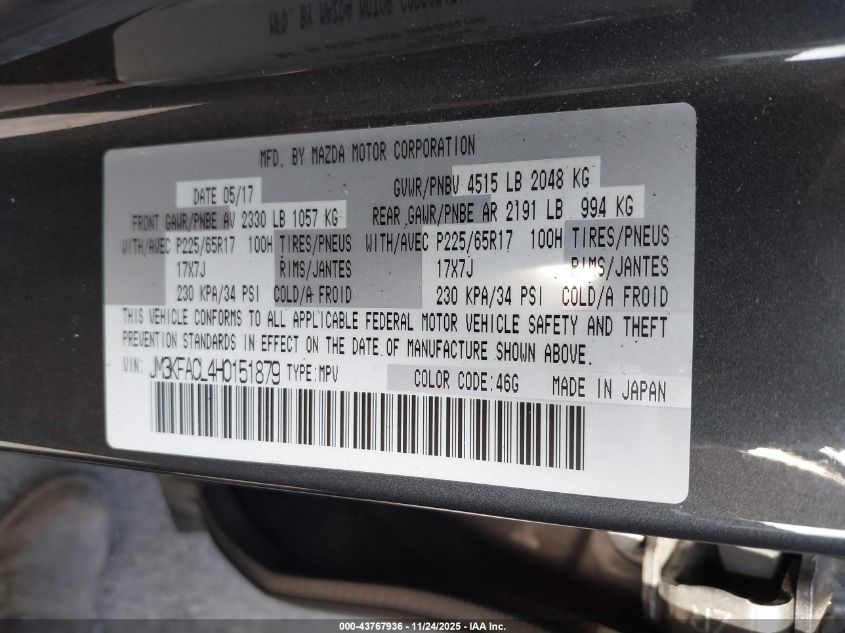 MFD. BY MAZDA MOTOR CORPORATION
DATE 05/17 GVWR/PNBV 4515 LB 2048 KG
FRONT GAWR/PNBE AV 2330 LB 1057 KG REAR GAWR/PNBE AR 2191 LB 994 KG
WITH/AVEC P225/65R17 100H TIRES/PNEUS WITH/AVEC P225/65R17 100H TIRES/PNEUS
17X7J RIMS/JANTES 17X7J RIMS/JANTES
230 KPA/34 PSI COLD/A FROID 230 KPA/34 PSI COLD/A FROID
THIS VEHICLE CONFORMS TO ALL APPLICABLE FEDERAL MOTOR VEHICLE SAFETY AND THEFT
PREVENTION STANDARDS IN EFFECT ON THE DATE OF MANUFACTURE SHOWN ABOVE.
VIN: JM3KFACL4H0151879 TYPE:MPV COLOR CODE:46G MADE IN JAPAN
000-43767936 - 11/24/2025 - IAA Inc.